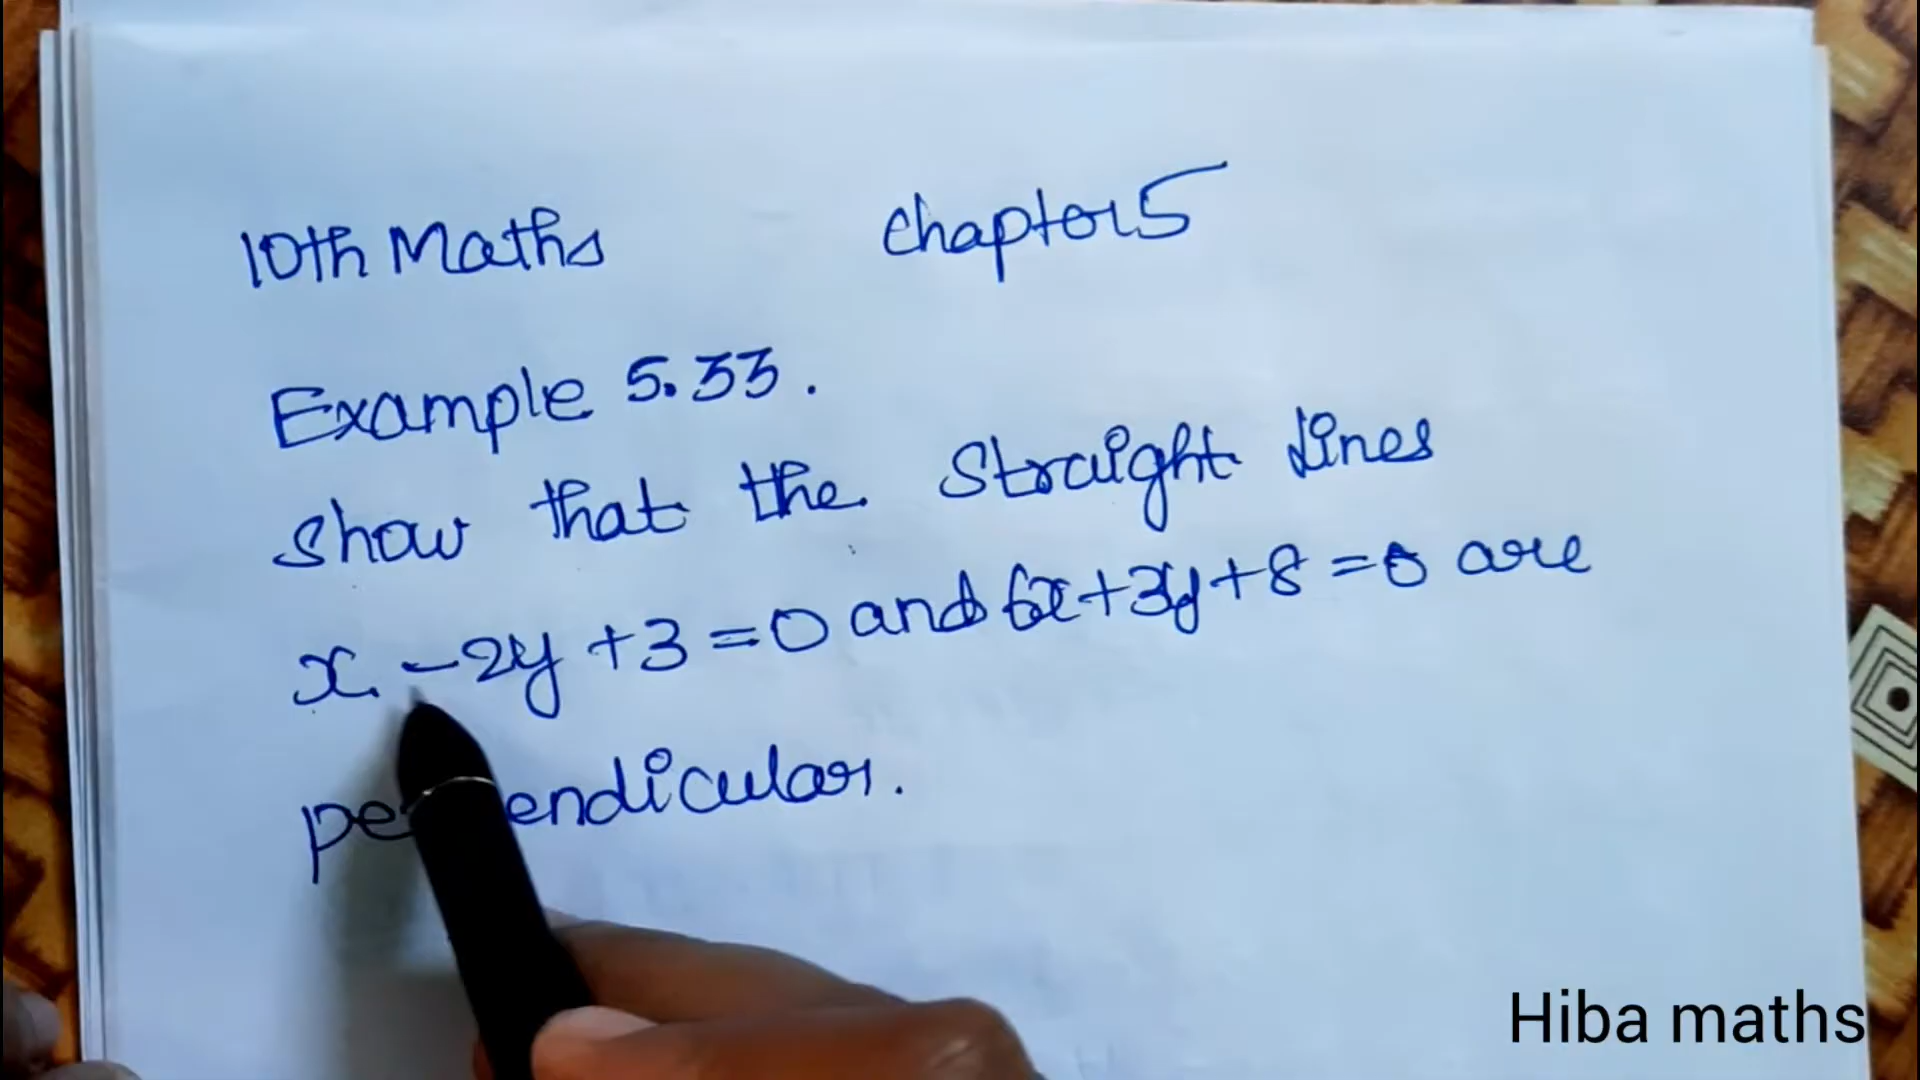 10th Maths Chapter 5
Example 5.33.
Show that the Straight lines
x - 2y + 3 = 0 and 6x + 3y + 8 = 0 are
perpendicular.
Hiba maths